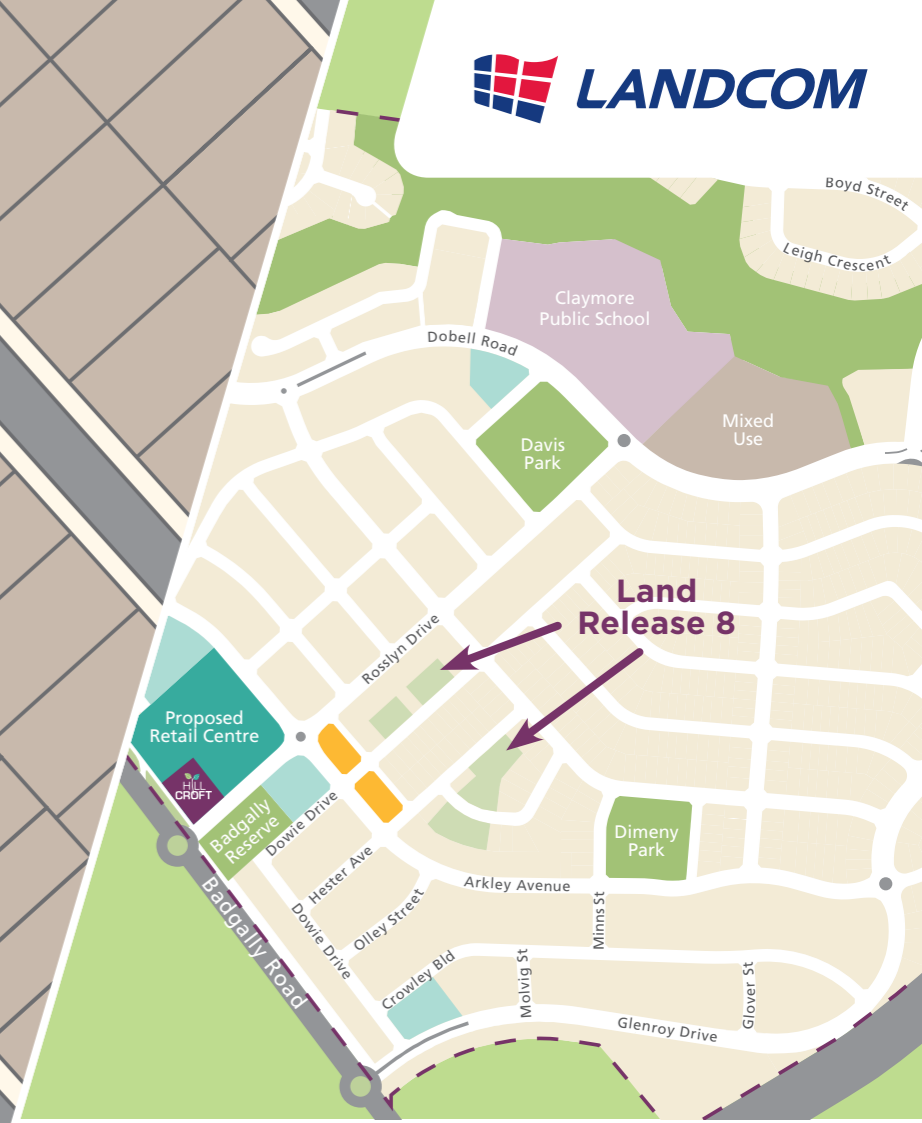 LANDCOM
Boyd Street
Leigh Crescent
Claymore
Public School
Dobell Road
Mixed
Use
Davis
Park
Land
Release 8
Rosslyn Drive
Proposed
Retail Centre
HILL
CROFT
Badgally
Reserve
Dowie Drive
Dimeny
Park
Hester Ave
Arkley Avenue
Badgally Road
Dowie Drive
Olley Street
Minns St
Crowley Bld
Molvig St
Glover St
Glenroy Drive